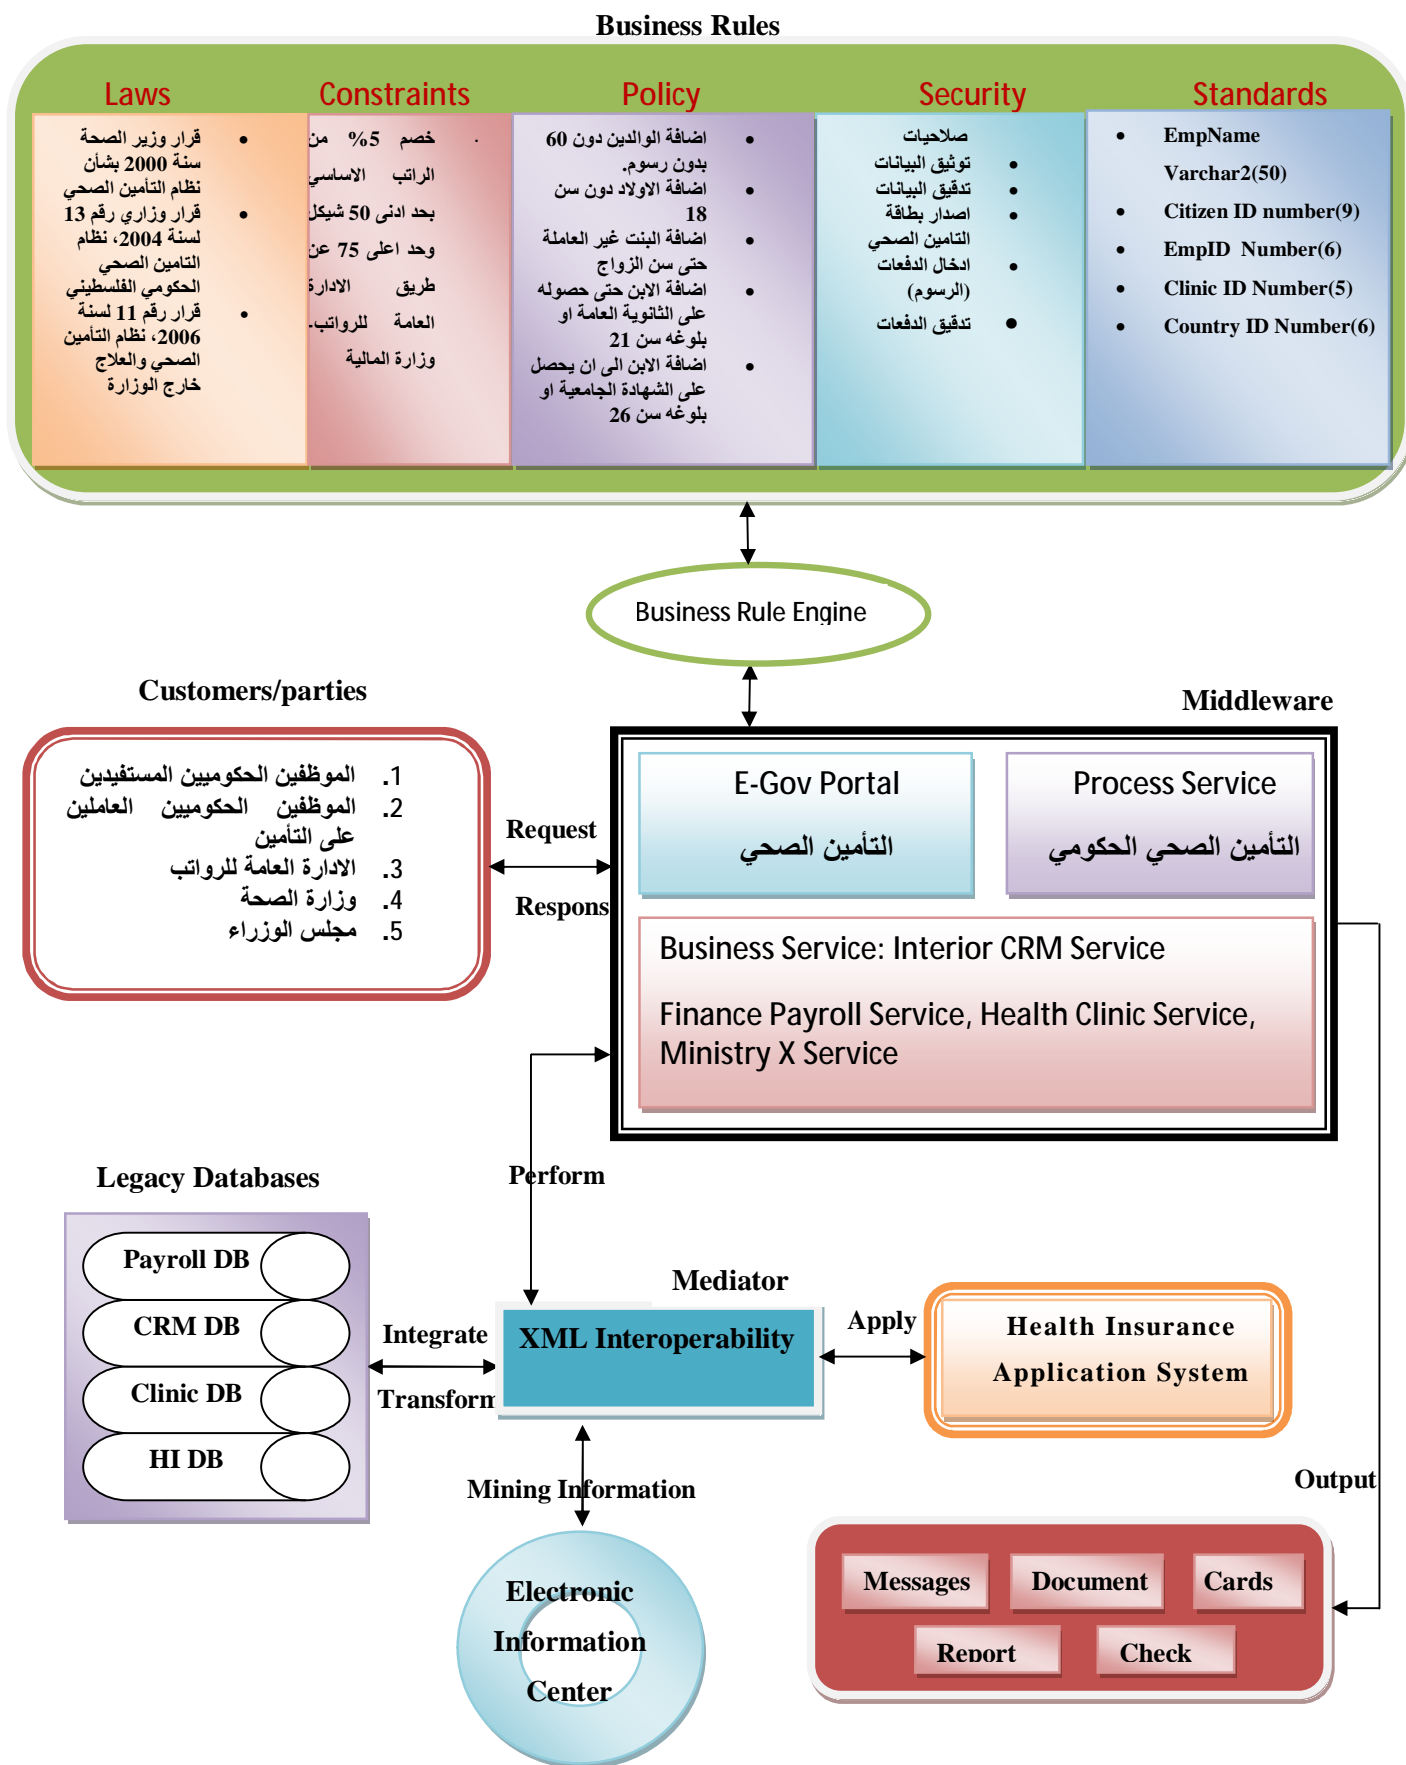 Business Rules
Laws
قرار وزير الصحة
سنة 2000 بشأن
نظام التأمين الصحي
قرار وزاري رقم 13
لسنة 2004، نظام
التامين الصحي
الحكومي الفلسطيني
قرار رقم 11 لسنة
2006، نظام التأمين
الصحي والعلاج
خارج الوزارة
Constraints
خصم 5% من
الراتب الاساسي
بحد ادنى 50 شيكل
وحد اعلى 75 عن
طريق الادارة
العامة للرواتب-
وزارة المالية
Policy
اضافة الوالدين دون 60
بدون رسوم.
اضافة الاولاد دون سن
18
اضافة البنت غير العاملة
حتى سن الزواج
اضافة الابن حتى حصوله
على الثانوية العامة او
بلوغه سن 21
اضافة الابن الى ان يحصل
على الشهادة الجامعية او
بلوغه سن 26
Security
صلاحيات
توثيق البيانات
تدقيق البيانات
اصدار بطاقة
التامين الصحي
ادخال الدفعات
(الرسوم)
تدقيق الدفعات
Standards
EmpName
Varchar2(50)
Citizen ID number(9)
EmpID Number(6)
Clinic ID Number(5)
Country ID Number(6)
Business Rule Engine
Customers/parties
1. الموظفين الحكوميين المستفيدين
2. الموظفين الحكوميين العاملين
على التأمين
3. الادارة العامة للرواتب
4. وزارة الصحة
5. مجلس الوزراء
Request
Respons
Middleware
E-Gov Portal
التأمين الصحي
Process Service
التأمين الصحي الحكومي
Business Service: Interior CRM Service
Finance Payroll Service, Health Clinic Service,
Ministry X Service
Perform
Legacy Databases
Payroll DB
CRM DB
Clinic DB
HI DB
Integrate
Transform
Mediator
XML Interoperability
Apply
Health Insurance
Application System
Mining Information
Electronic
Information
Center
Output
Messages
Document
Cards
Report
Check